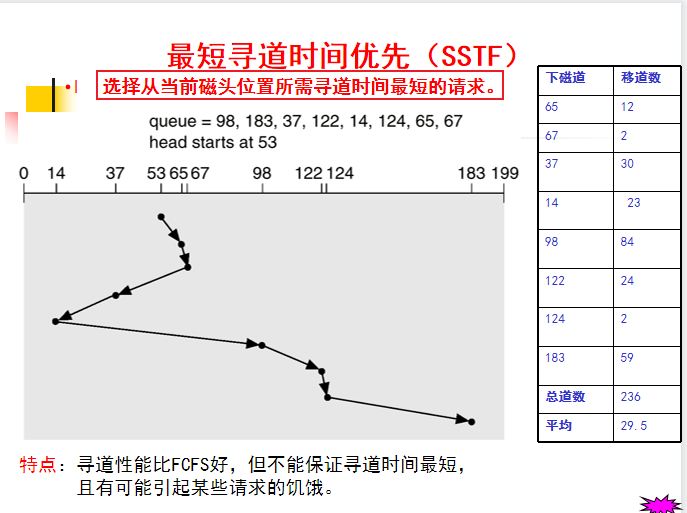 最短寻道时间优先（SSTF）
选择从当前磁头位置所需寻道时间最短的请求。
queue = 98, 183, 37, 122, 14, 124, 65, 67
head starts at 53
0 14 37 53 65 67 98 122 124 183 199
下磁道 移道数
65 12
67 2
37 30
14 23
98 84
122 24
124 2
183 59
总道数 236
平均 29.5
特点：寻道性能比FCFS好，但不能保证寻道时间最短，
且有可能引起某些请求的饥饿。